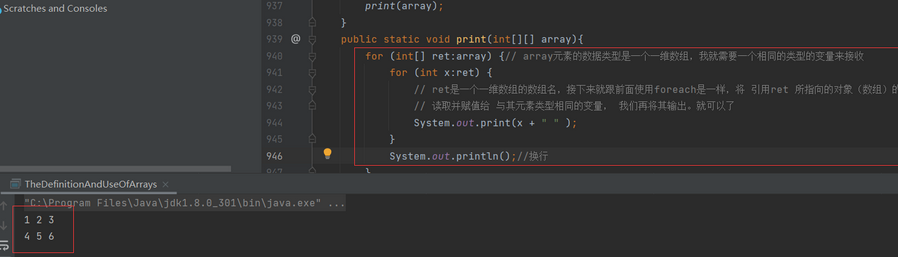 Scratches and Consoles
937 print(array);
938 }
939 @ public static void print(int[][] array){
940 for (int[] ret:array) {// array元素的数据类型是一个一维数组，我就需要一个相同的类型的变量来接收
941 for (int x:ret) {
942 // ret是一个一维数组的数组名，接下来就跟前面使用foreach是一样，将 引用ret 所指向的对象（数组）的
943 // 读取并赋值给 与其元素类型相同的变量， 我们再将其输出，就可以了
944 System.out.print(x + " " );
945 }
946 System.out.println();//换行
947 }
TheDefinitionAndUseOfArrays ×
"C:\Program Files\Java\jdk1.8.0_301\bin\java.exe" ...
1 2 3
4 5 6